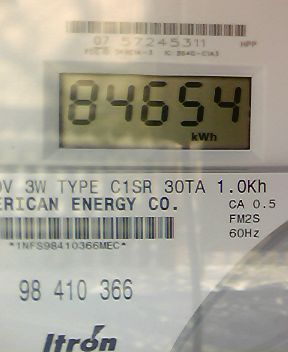 07 57245311 HPP
84654
kWh
0V 3W TYPE C1SR 30TA 1.0Kh
ERICAN ENERGY CO. CA 0.5
FM2S
*1NFS98410366MEC* 60Hz
98 410 366
Itron